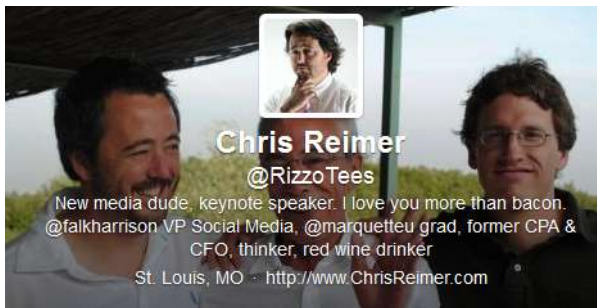 Chris Reimer
@RizzoTees
New media dude, keynote speaker. I love you more than bacon.
@falkharrison VP Social Media, @marquetteu grad, former CPA &
CFO, thinker, red wine drinker
St. Louis, MO · http://www.ChrisReimer.com